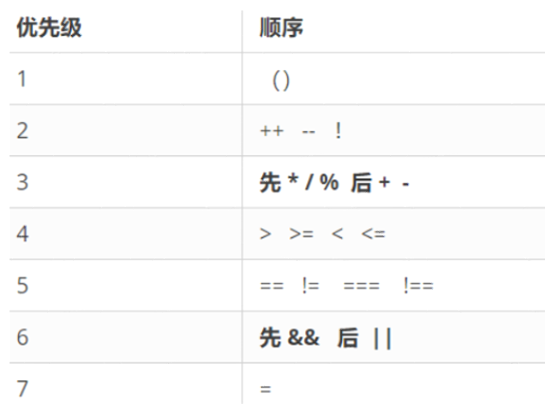 优先级 顺序
1 ()
2 ++ -- !
3 先 * / % 后 + -
4 > >= < <=
5 == != === !==
6 先 && 后 ||
7 =